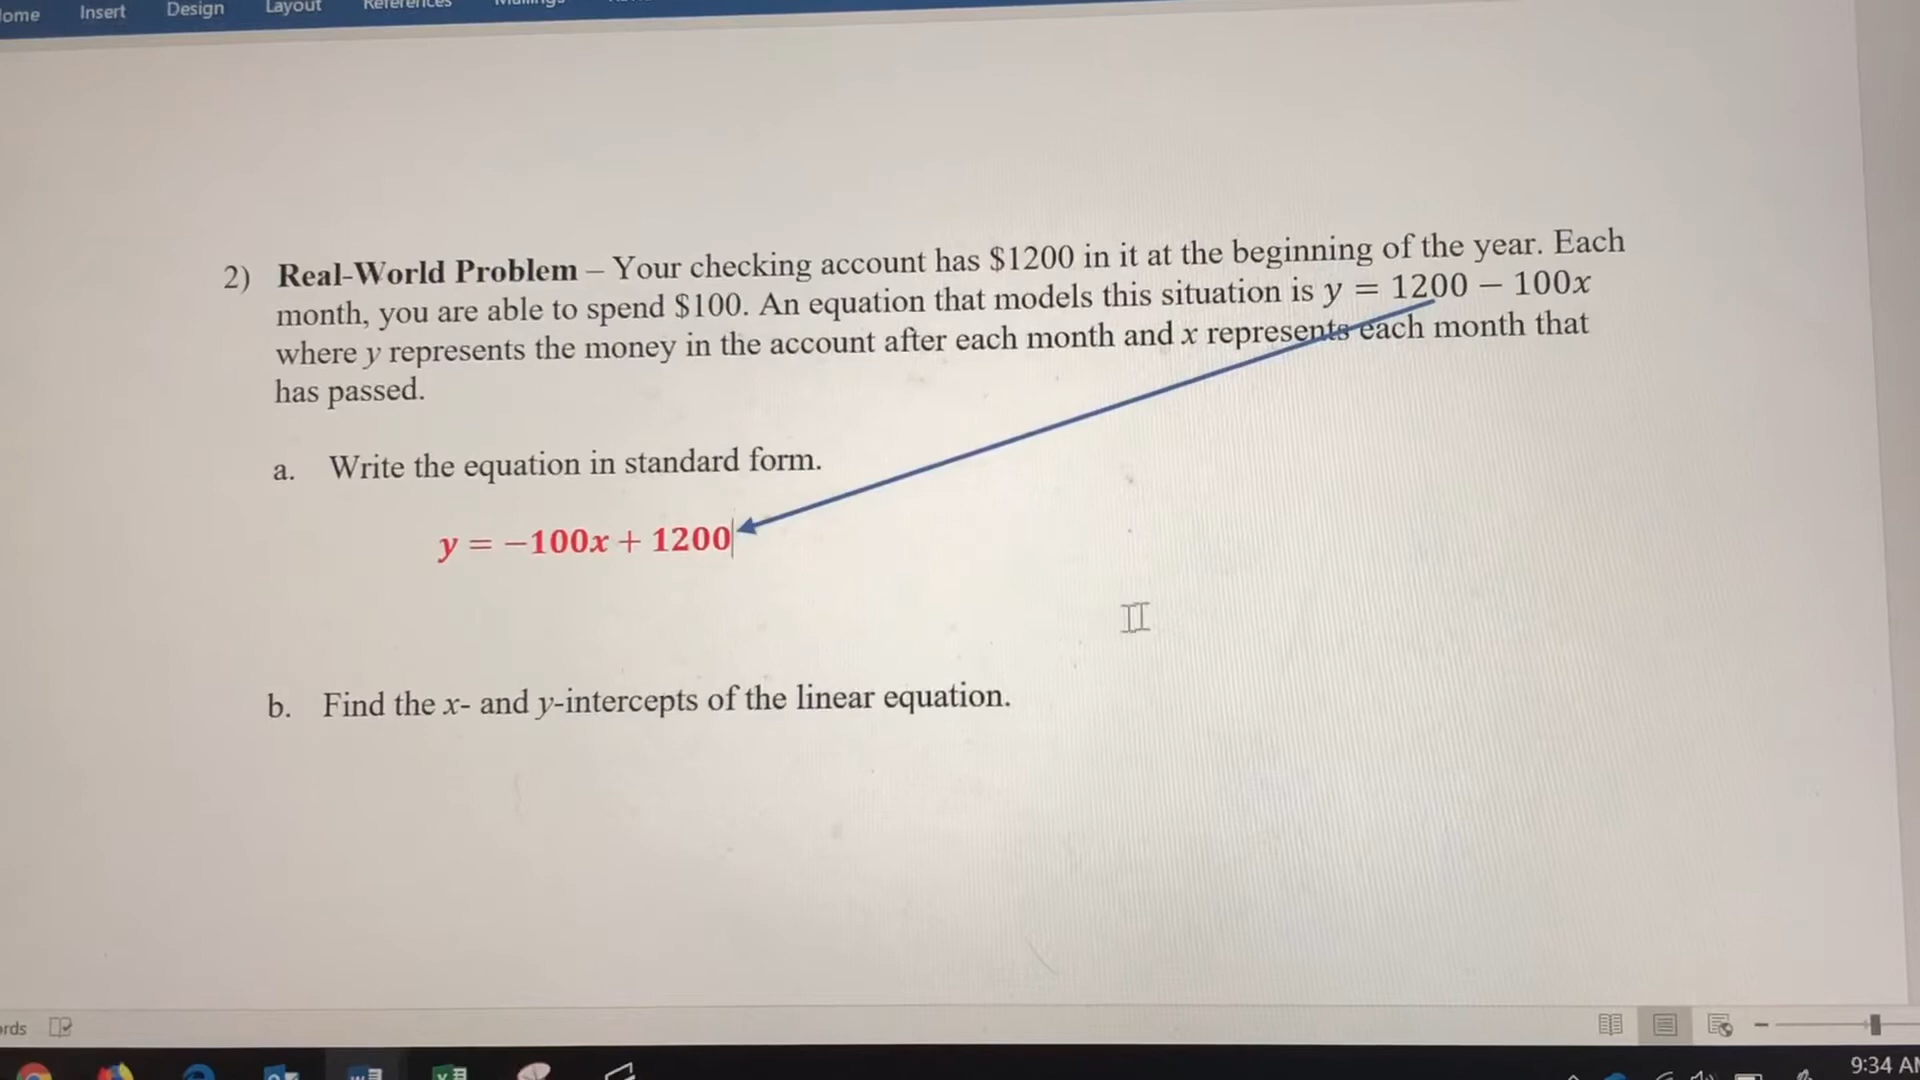 Insert Design Layout References
2) Real-World Problem – Your checking account has $1200 in it at the beginning of the year. Each
month, you are able to spend $100. An equation that models this situation is y = 1200 – 100x
where y represents the money in the account after each month and x represents each month that
has passed.
a. Write the equation in standard form.
y = −100x + 1200
b. Find the x- and y-intercepts of the linear equation.
9:34